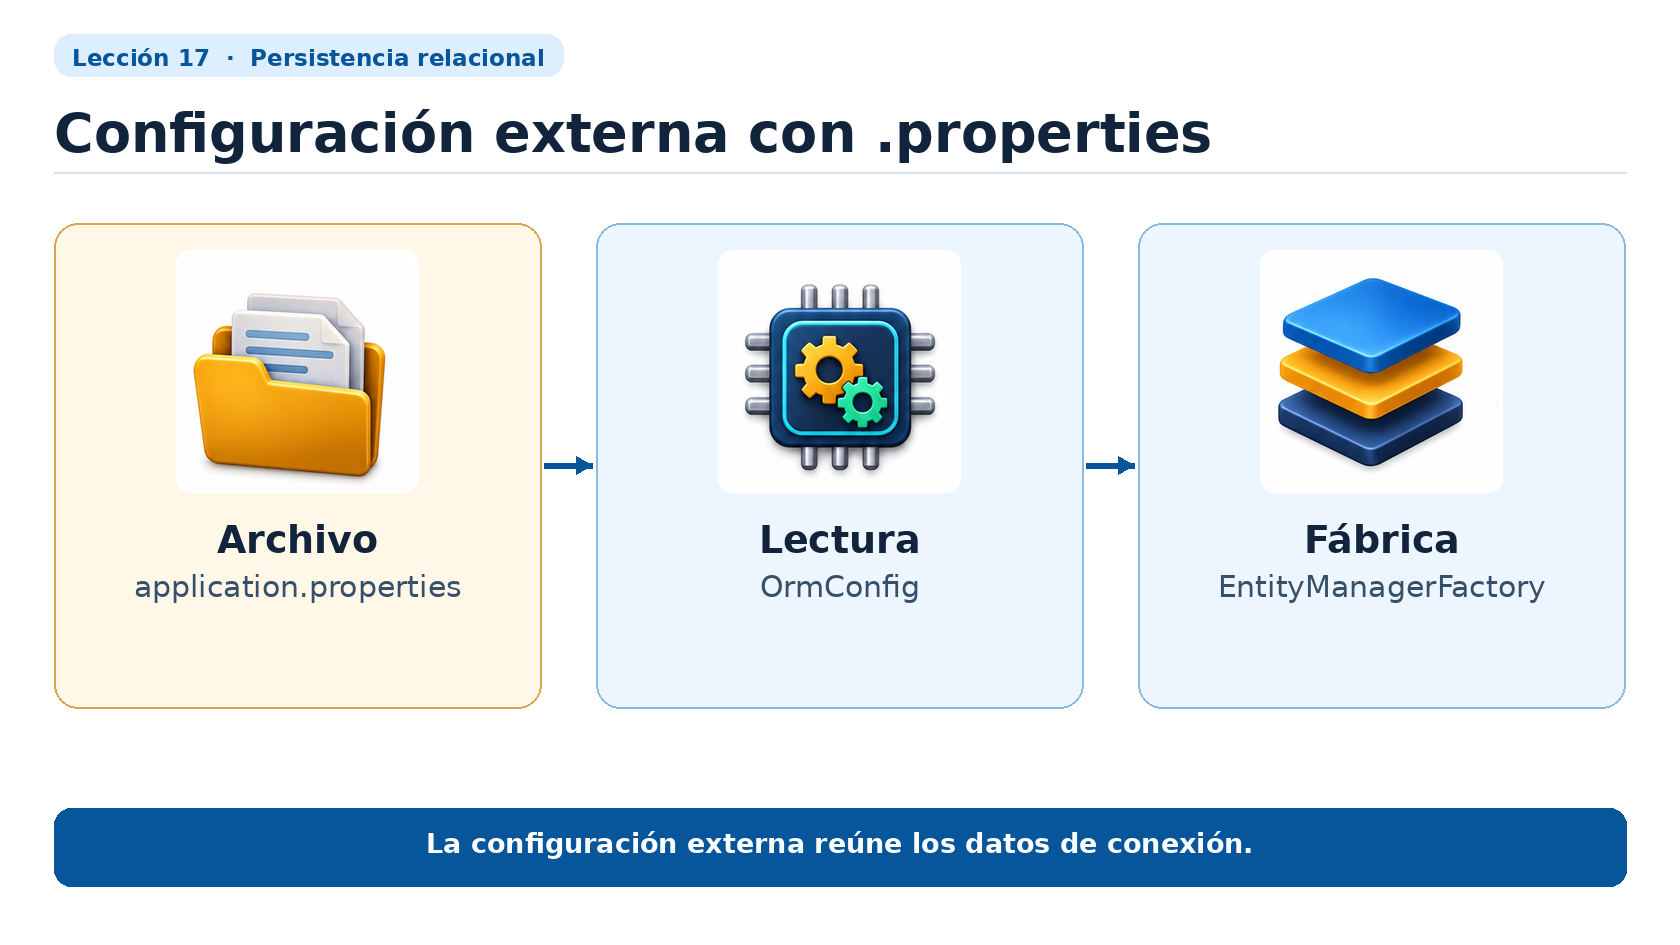 Lección 17 · Persistencia relacional
Configuración externa con .properties
Archivo
application.properties
Lectura
OrmConfig
Fábrica
EntityManagerFactory
La configuración externa reúne los datos de conexión.